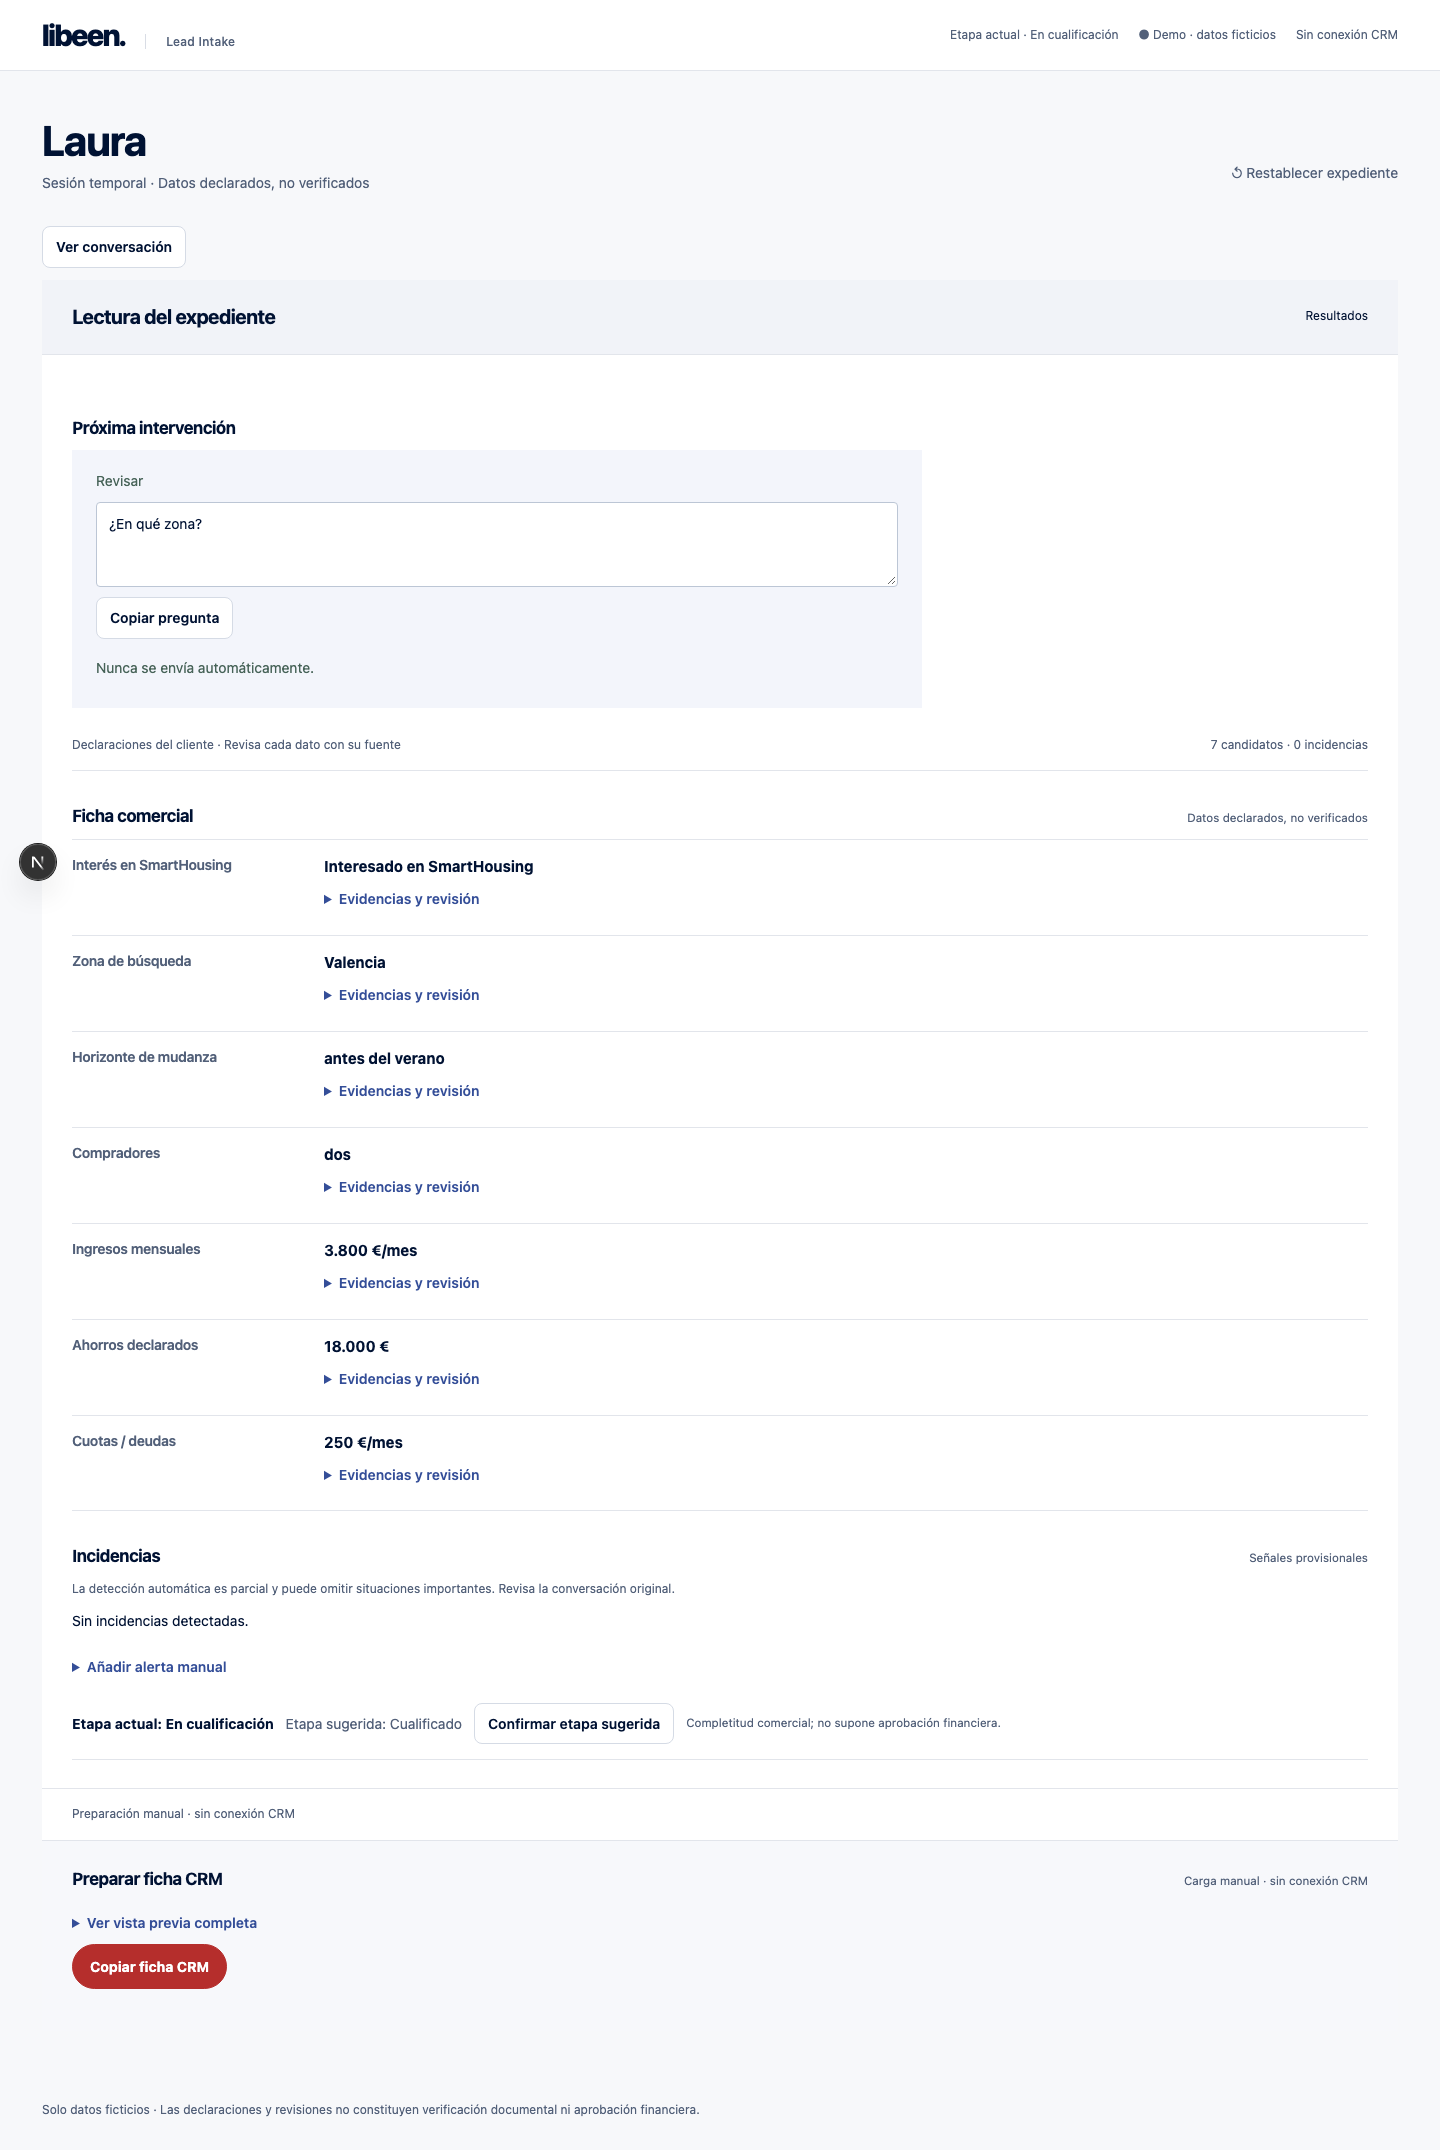 libeen.
Lead Intake
Etapa actual · En cualificación
● Demo · datos ficticios
Sin conexión CRM
Laura
Sesión temporal · Datos declarados, no verificados
↺ Restablecer expediente
Ver conversación
Lectura del expediente
Resultados
Próxima intervención
Revisar
¿En qué zona?
Copiar pregunta
Nunca se envía automáticamente.
Declaraciones del cliente · Revisa cada dato con su fuente
7 candidatos · 0 incidencias
Ficha comercial
Datos declarados, no verificados
N
Interés en SmartHousing
Interesado en SmartHousing
▶ Evidencias y revisión
Zona de búsqueda
Valencia
▶ Evidencias y revisión
Horizonte de mudanza
antes del verano
▶ Evidencias y revisión
Compradores
dos
▶ Evidencias y revisión
Ingresos mensuales
3.800 €/mes
▶ Evidencias y revisión
Ahorros declarados
18.000 €
▶ Evidencias y revisión
Cuotas / deudas
250 €/mes
▶ Evidencias y revisión
Incidencias
Señales provisionales
La detección automática es parcial y puede omitir situaciones importantes. Revisa la conversación original.
Sin incidencias detectadas.
▶ Añadir alerta manual
Etapa actual: En cualificación
Etapa sugerida: Cualificado
Confirmar etapa sugerida
Completitud comercial; no supone aprobación financiera.
Preparación manual · sin conexión CRM
Preparar ficha CRM
Carga manual · sin conexión CRM
▶ Ver vista previa completa
Copiar ficha CRM
Solo datos ficticios · Las declaraciones y revisiones no constituyen verificación documental ni aprobación financiera.